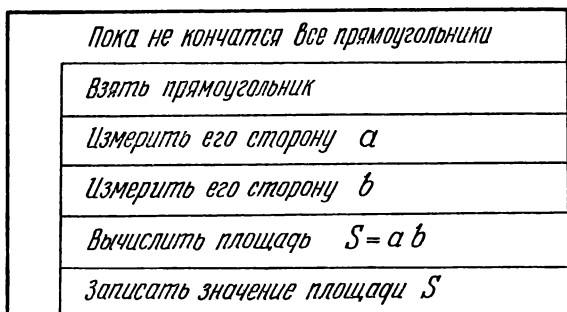 Пока не кончатся все прямоугольники
Взять прямоугольник
Измерить его сторону a
Измерить его сторону b
Вычислить площадь S = a b
Записать значение площади S